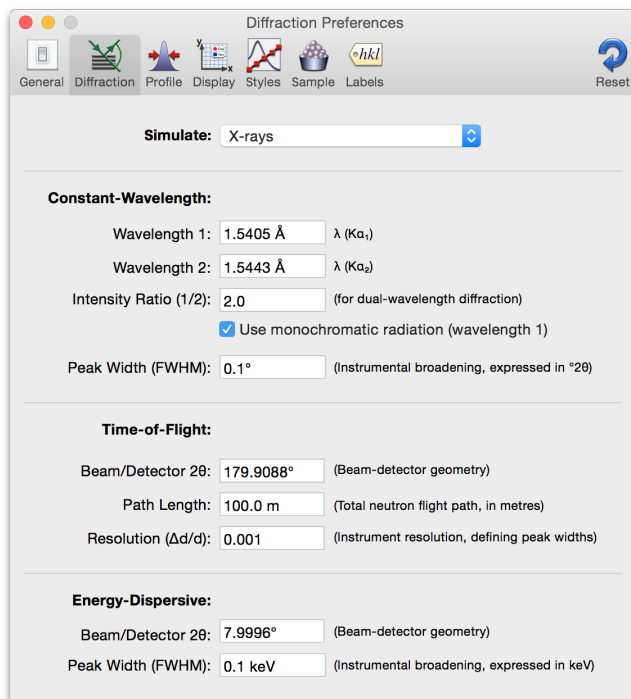 Diffraction Preferences
y
x
hkl
General Diffraction Profile Display Styles Sample Labels Reset
Simulate: X-rays
Constant-Wavelength:
Wavelength 1: 1.5405 Å λ (Kα₁)
Wavelength 2: 1.5443 Å λ (Kα₂)
Intensity Ratio (1/2): 2.0 (for dual-wavelength diffraction)
Use monochromatic radiation (wavelength 1)
Peak Width (FWHM): 0.1° (Instrumental broadening, expressed in °2θ)
Time-of-Flight:
Beam/Detector 2θ: 179.9088° (Beam-detector geometry)
Path Length: 100.0 m (Total neutron flight path, in metres)
Resolution (Δd/d): 0.001 (Instrument resolution, defining peak widths)
Energy-Dispersive:
Beam/Detector 2θ: 7.9996° (Beam-detector geometry)
Peak Width (FWHM): 0.1 keV (Instrumental broadening, expressed in keV)